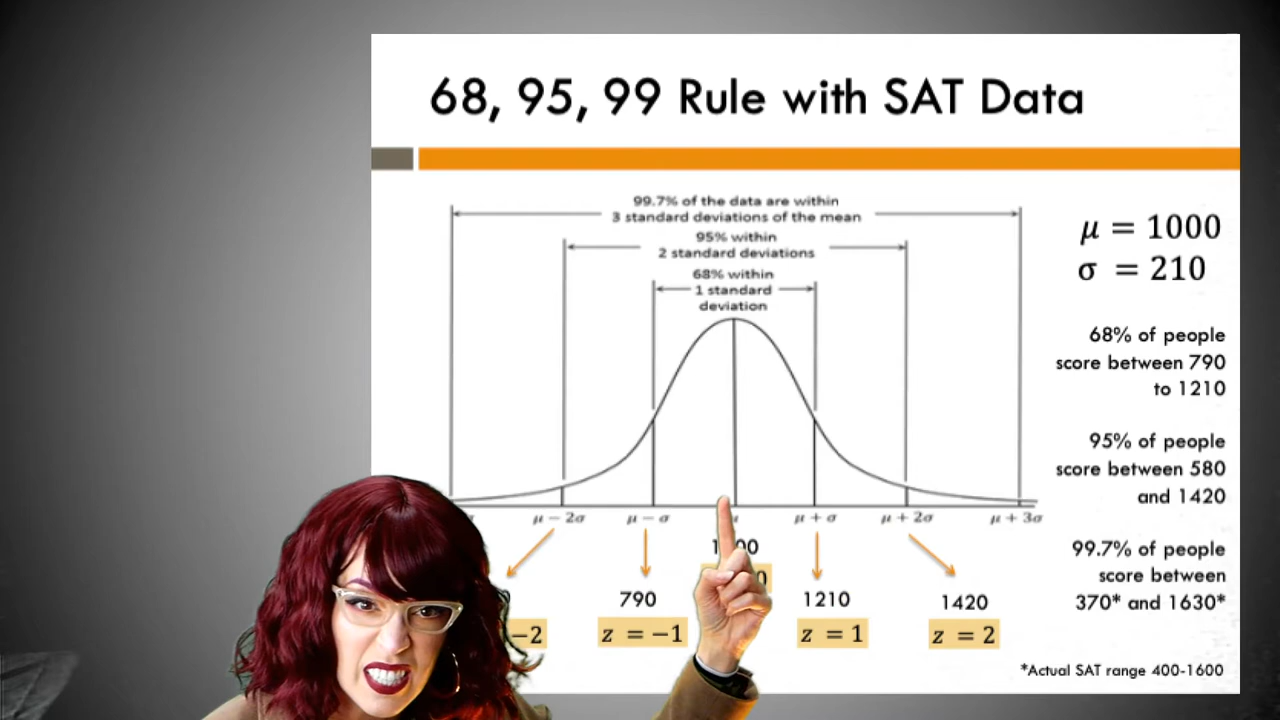 68, 95, 99 Rule with SAT Data
99.7% of the data are within
3 standard deviations of the mean
95% within
2 standard deviations
68% within
1 standard
deviation
μ = 1000
σ = 210
68% of people
score between 790
to 1210
95% of people
score between 580
and 1420
99.7% of people
score between
370* and 1630*
μ − 2σ μ − σ μ + σ μ + 2σ μ + 3σ
790 1210 1420
−2 z = −1 z = 1 z = 2
*Actual SAT range 400-1600